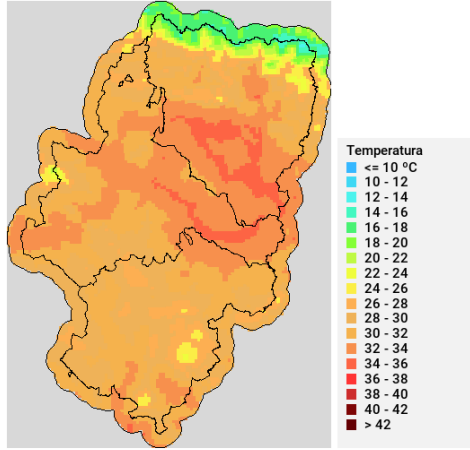 Temperatura
<= 10 ºC
10 - 12
12 - 14
14 - 16
16 - 18
18 - 20
20 - 22
22 - 24
24 - 26
26 - 28
28 - 30
30 - 32
32 - 34
34 - 36
36 - 38
38 - 40
40 - 42
> 42